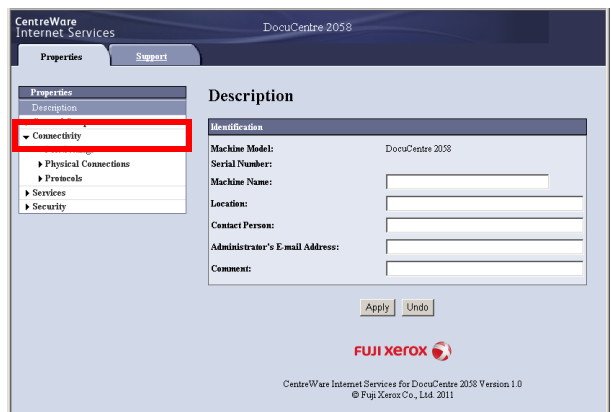 CentreWare
Internet Services
DocuCentre 2058
Properties
Support
Properties
Description
Connectivity
Physical Connections
Protocols
Services
Security
Description
Identification
Machine Model: DocuCentre 2058
Serial Number:
Machine Name:
Location:
Contact Person:
Administrator's E-mail Address:
Comment:
Apply Undo
FUJI XEROX
CentreWare Internet Services for DocuCentre 2058 Version 1.0
© Fuji Xerox Co., Ltd. 2011